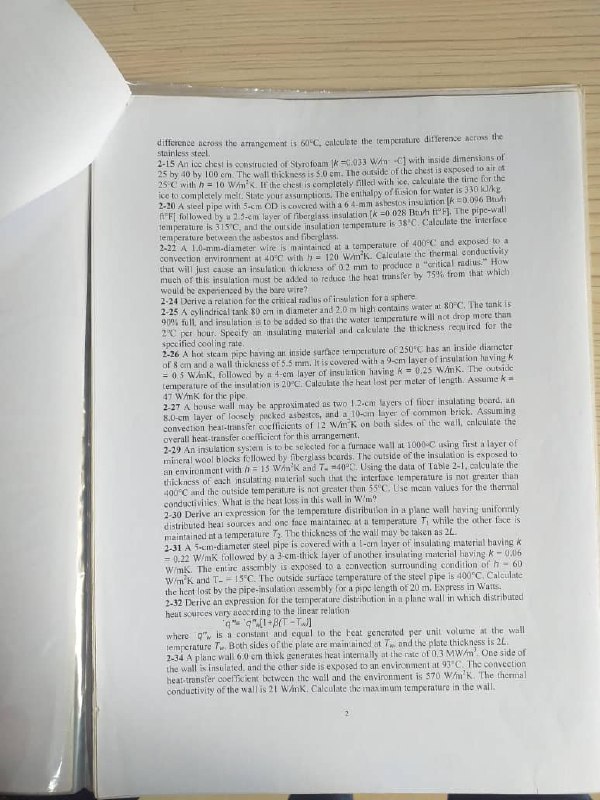 difference across the arrangement is 60°C, calculate the temperature difference across the
stainless steel.
2-15 An ice chest is constructed of Styrofoam [k =0.033 W/m· °C] with inside dimensions of
25 by 40 by 100 cm. The wall thickness is 5.0 cm. The outside of the chest is exposed to air at
25°C with h = 10 W/m²K. If the chest is completely filled with ice, calculate the time for the
ice to completely melt. State your assumptions. The enthalpy of fusion for water is 330 kJ/kg.
2-20 A steel pipe with 5-cm OD is covered with a 6.4-mm asbestos insulation [k =0.096 Btu/h
ft°F] followed by a 2.5-cm layer of fiberglass insulation [k =0.028 Btu/h ft°F]. The pipe-wall
temperature is 315°C, and the outside insulation temperature is 38°C. Calculate the interface
temperature between the asbestos and fiberglass.
2-22 A 1.0-mm-diameter wire is maintained at a temperature of 400°C and exposed to a
convection environment at 40°C with h = 120 W/m²K. Calculate the thermal conductivity
that will just cause an insulation thickness of 0.2 mm to produce a "critical radius." How
much of this insulation must be added to reduce the heat transfer by 75% from that which
would be experienced by the bare wire?
2-24 Derive a relation for the critical radius of insulation for a sphere.
2-25 A cylindrical tank 80 cm in diameter and 2.0 m high contains water at 80°C. The tank is
90% full, and insulation is to be added so that the water temperature will not drop more than
2°C per hour. Specify an insulating material and calculate the thickness required for the
specified cooling rate.
2-26 A hot steam pipe having an inside surface temperature of 250°C has an inside diameter
of 8 cm and a wall thickness of 5.5 mm. It is covered with a 9-cm layer of insulation having k
= 0.5 W/mK, followed by a 4-cm layer of insulation having k = 0.25 W/mK. The outside
temperature of the insulation is 20°C. Calculate the heat lost per meter of length. Assume k =
47 W/mK for the pipe.
2-27 A house wall may be approximated as two 1.2-cm layers of fiber insulating board, an
8.0-cm layer of loosely packed asbestos, and a 10-cm layer of common brick. Assuming
convection heat-transfer coefficients of 12 W/m²K on both sides of the wall, calculate the
overall heat-transfer coefficient for this arrangement.
2-29 An insulation system is to be selected for a furnace wall at 1000°C using first a layer of
mineral wool blocks followed by fiberglass boards. The outside of the insulation is exposed to
an environment with h = 15 W/m²K and T∞ =40°C. Using the data of Table 2-1, calculate the
thickness of each insulating material such that the interface temperature is not greater than
400°C and the outside temperature is not greater than 55°C. Use mean values for the thermal
conductivities. What is the heat loss in this wall in W/m?
2-30 Derive an expression for the temperature distribution in a plane wall having uniformly
distributed heat sources and one face maintained at a temperature T₁ while the other face is
maintained at a temperature T₂. The thickness of the wall may be taken as 2L.
2-31 A 5-cm-diameter steel pipe is covered with a 1-cm layer of insulating material having k
= 0.22 W/mK followed by a 3-cm-thick layer of another insulating material having k = 0.06
W/mK. The entire assembly is exposed to a convection surrounding condition of h = 60
W/m²K and T∞ = 15°C. The outside surface temperature of the steel pipe is 400°C. Calculate
the heat lost by the pipe-insulation assembly for a pipe length of 20 m. Express in Watts.
2-32 Derive an expression for the temperature distribution in a plane wall in which distributed
heat sources vary according to the linear relation
q‴= q‴w[1+β(T −Tw)]
where q‴w is a constant and equal to the heat generated per unit volume at the wall
temperature Tw. Both sides of the plate are maintained at Tw, and the plate thickness is 2L.
2-34 A plane wall 6.0 cm thick generates heat internally at the rate of 0.3 MW/m³. One side of
the wall is insulated, and the other side is exposed to an environment at 93°C. The convection
heat-transfer coefficient between the wall and the environment is 570 W/m²K. The thermal
conductivity of the wall is 21 W/mK. Calculate the maximum temperature in the wall.
2